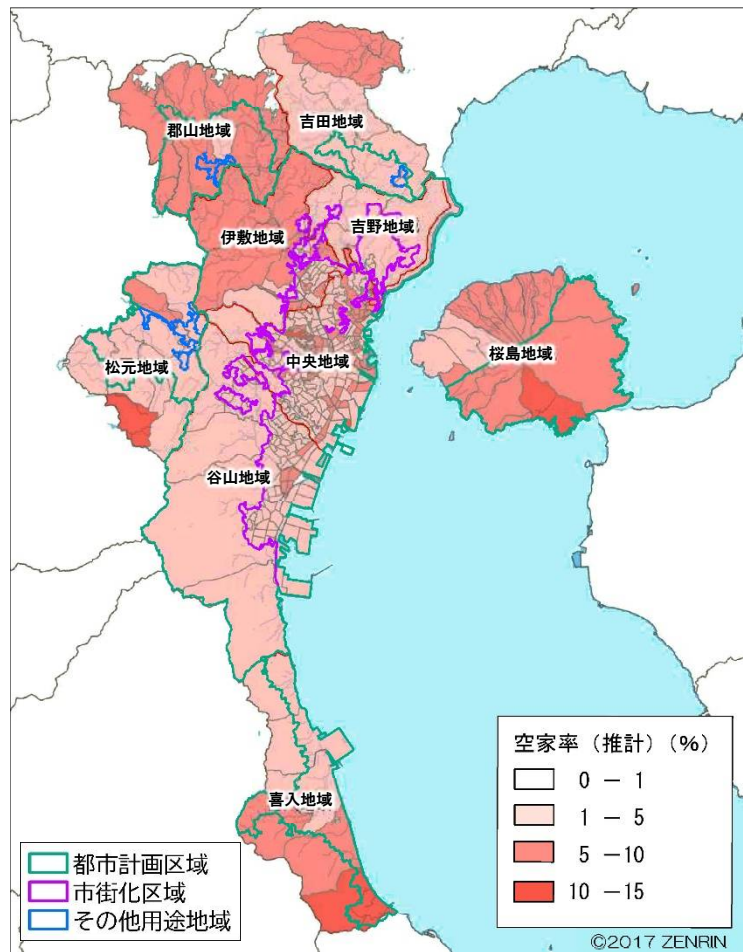 吉田地域
郡山地域
吉野地域
伊敷地域
桜島地域
中央地域
松元地域
谷山地域
喜入地域
空家率（推計）（%）
0 － 1
1 － 5
5 －10
10 －15
都市計画区域
市街化区域
その他用途地域
©2017 ZENRIN